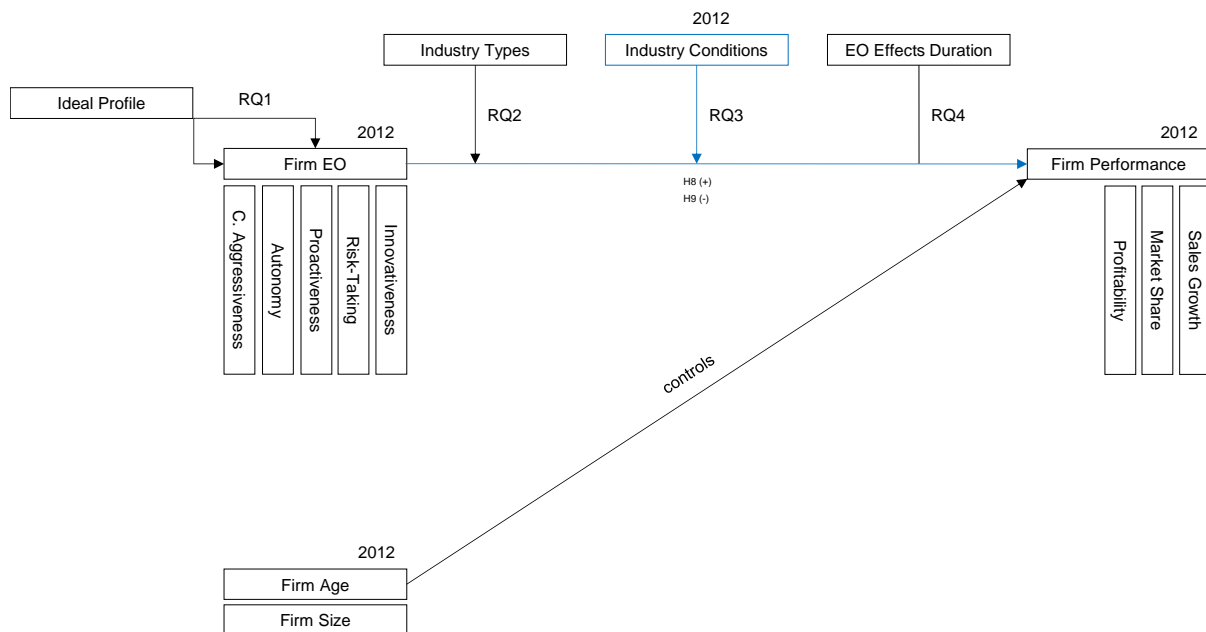 2012
Industry Types
Industry Conditions
EO Effects Duration
Ideal Profile
RQ1
RQ2
RQ3
RQ4
2012
2012
Firm EO
Firm Performance
H8 (+)
H9 (-)
C. Aggressiveness
Autonomy
Proactiveness
Risk-Taking
Innovativeness
Profitability
Market Share
Sales Growth
controls
2012
Firm Age
Firm Size